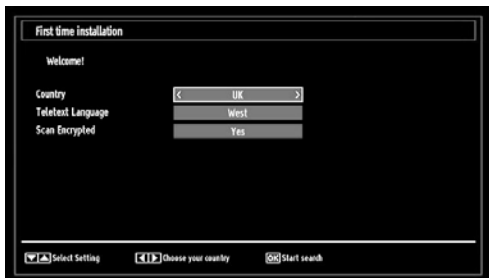 First time installation
Welcome!
Country < UK >
Teletext Language West
Scan Encrypted Yes
▼▲ Select Setting ◀▶ Choose your country OK Start search